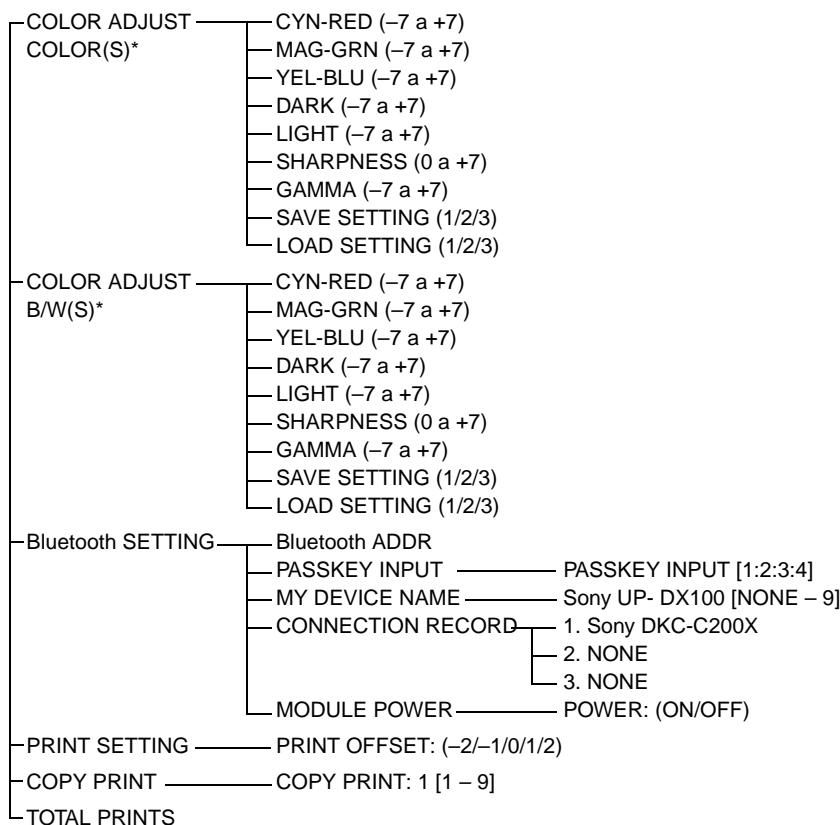 COLOR ADJUST CYN-RED (–7 a +7)
COLOR(S)* MAG-GRN (–7 a +7)
YEL-BLU (–7 a +7)
DARK (–7 a +7)
LIGHT (–7 a +7)
SHARPNESS (0 a +7)
GAMMA (–7 a +7)
SAVE SETTING (1/2/3)
LOAD SETTING (1/2/3)
COLOR ADJUST CYN-RED (–7 a +7)
B/W(S)* MAG-GRN (–7 a +7)
YEL-BLU (–7 a +7)
DARK (–7 a +7)
LIGHT (–7 a +7)
SHARPNESS (0 a +7)
GAMMA (–7 a +7)
SAVE SETTING (1/2/3)
LOAD SETTING (1/2/3)
Bluetooth SETTING Bluetooth ADDR
PASSKEY INPUT PASSKEY INPUT [1:2:3:4]
MY DEVICE NAME Sony UP- DX100 [NONE – 9]
CONNECTION RECORD 1. Sony DKC-C200X
2. NONE
3. NONE
MODULE POWER POWER: (ON/OFF)
PRINT SETTING PRINT OFFSET: (–2/–1/0/1/2)
COPY PRINT COPY PRINT: 1 [1 – 9]
TOTAL PRINTS